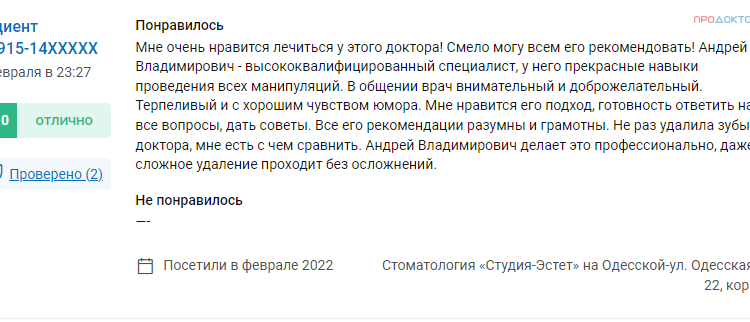 циент
915-14XXXXX
евраля в 23:27
0 отлично
Проверено (2)
Понравилось
ПРОДОКТО
Мне очень нравится лечиться у этого доктора! Смело могу всем его рекомендовать! Андрей
Владимирович - высококвалифицированный специалист, у него прекрасные навыки
проведения всех манипуляций. В общении врач внимательный и доброжелательный.
Терпеливый и с хорошим чувством юмора. Мне нравится его подход, готовность ответить на
все вопросы, дать советы. Все его рекомендации разумны и грамотны. Не раз удалила зубы
доктора, мне есть с чем сравнить. Андрей Владимирович делает это профессионально, даже
сложное удаление проходит без осложнений.
Не понравилось
—-
Посетили в феврале 2022
Стоматология «Студия-Эстет» на Одесской-ул. Одесская
22, кор